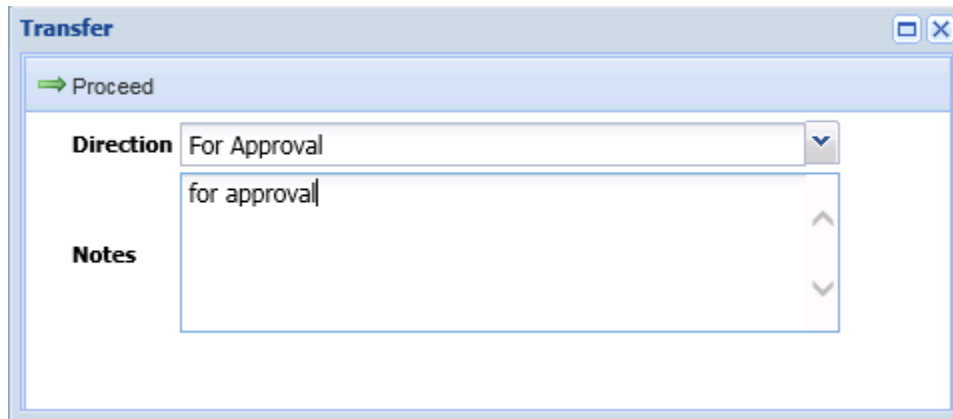 Transfer
Proceed
Direction For Approval
for approval
Notes